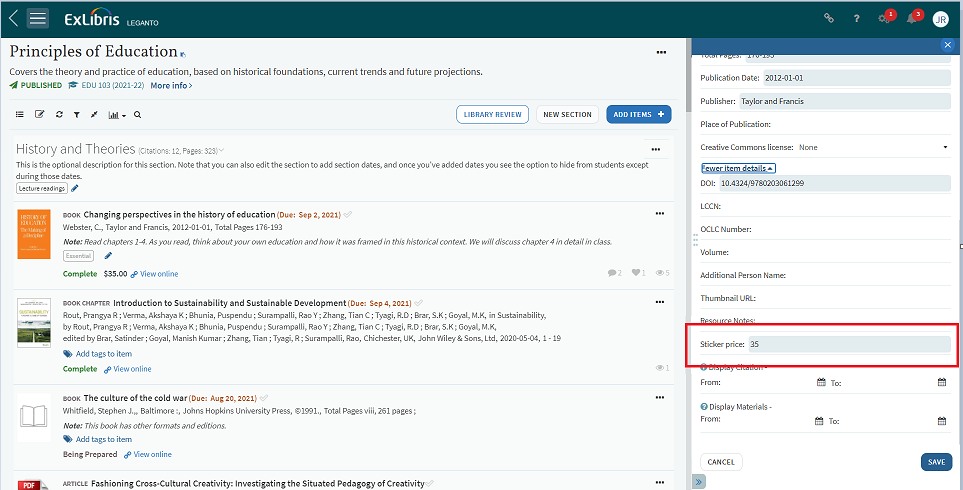 ExLibris LEGANTO
? 1 3 JR
Principles of Education
Covers the theory and practice of education, based on historical foundations, current trends and future projections.
PUBLISHED EDU 103 (2021-22) More info >
LIBRARY REVIEW NEW SECTION ADD ITEMS +
History and Theories (Citations: 12, Pages: 323)
This is the optional description for this section. Note that you can also edit the section to add section dates, and once you've added dates you see the option to hide from students except
during those dates.
Lecture readings
HISTORY OF EDUCATION
BOOK Changing perspectives in the history of education (Due: Sep 2, 2021)
Webster, C., Taylor and Francis, 2012-01-01, Total Pages 176-193
Note: Read chapters 1-4. As you read, think about your own education and how it was framed in this historical context. We will discuss chapter 4 in detail in class.
Essential
Complete $35.00 View online
2 1 5
SUSTAINABILITY
BOOK CHAPTER Introduction to Sustainability and Sustainable Development (Due: Sep 4, 2021)
Rout, Prangya R ; Verma, Akshaya K ; Bhunia, Puspendu ; Surampalli, Rao Y ; Zhang, Tian C ; Tyagi, R.D ; Brar, S.K ; Goyal, M.K, in Sustainability,
by Rout, Prangya R ; Verma, Akshaya K ; Bhunia, Puspendu ; Surampalli, Rao Y ; Zhang, Tian C ; Tyagi, R.D ; Brar, S.K ; Goyal, M.K,
edited by Brar, Satinder ; Goyal, Manish Kumar ; Zhang, Tian ; Tyagi, R ; Surampalli, Rao, Chichester, UK, John Wiley & Sons, Ltd, 2020-05-04, 1 - 19
Add tags to item
Complete View online
1
BOOK The culture of the cold war (Due: Aug 20, 2021)
Whitfield, Stephen J.,, Baltimore :, Johns Hopkins University Press, ©1991., Total Pages viii, 261 pages ;
Note: This book has other formats and editions.
Add tags to item
Being Prepared View online
PDF
ARTICLE Fashioning Cross-Cultural Creativity: Investigating the Situated Pedagogy of Creativity
Total Pages: 176-193
Publication Date: 2012-01-01
Publisher: Taylor and Francis
Place of Publication:
Creative Commons license: None
Fewer item details
DOI: 10.4324/9780203061299
LCCN:
OCLC Number:
Volume:
Additional Person Name:
Thumbnail URL:
Resource Notes:
Sticker price: 35
Display Citation -
From: To:
Display Materials -
From: To:
CANCEL SAVE